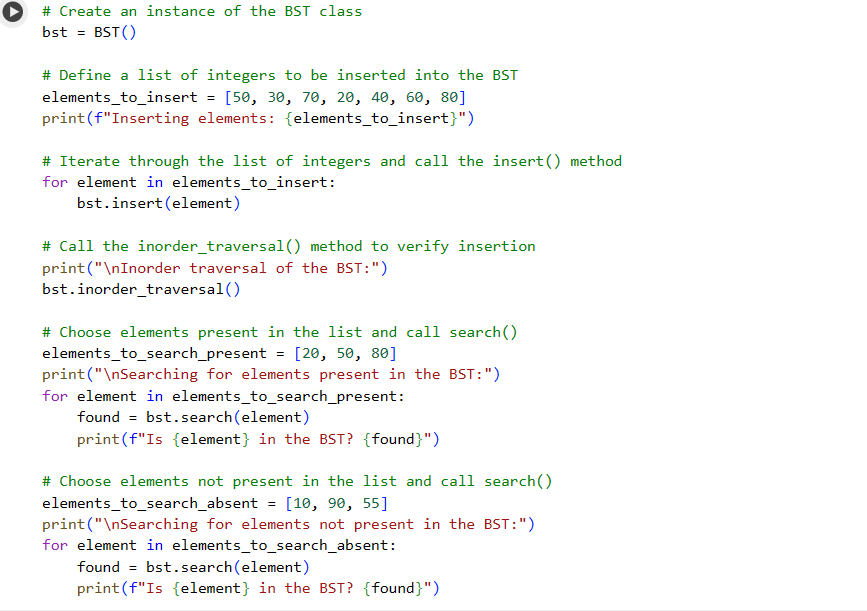 # Create an instance of the BST class
bst = BST()
# Define a list of integers to be inserted into the BST
elements_to_insert = [50, 30, 70, 20, 40, 60, 80]
print(f"Inserting elements: {elements_to_insert}")
# Iterate through the list of integers and call the insert() method
for element in elements_to_insert:
    bst.insert(element)
# Call the inorder_traversal() method to verify insertion
print("\nInorder traversal of the BST:")
bst.inorder_traversal()
# Choose elements present in the list and call search()
elements_to_search_present = [20, 50, 80]
print("\nSearching for elements present in the BST:")
for element in elements_to_search_present:
    found = bst.search(element)
    print(f"Is {element} in the BST? {found}")
# Choose elements not present in the list and call search()
elements_to_search_absent = [10, 90, 55]
print("\nSearching for elements not present in the BST:")
for element in elements_to_search_absent:
    found = bst.search(element)
    print(f"Is {element} in the BST? {found}")